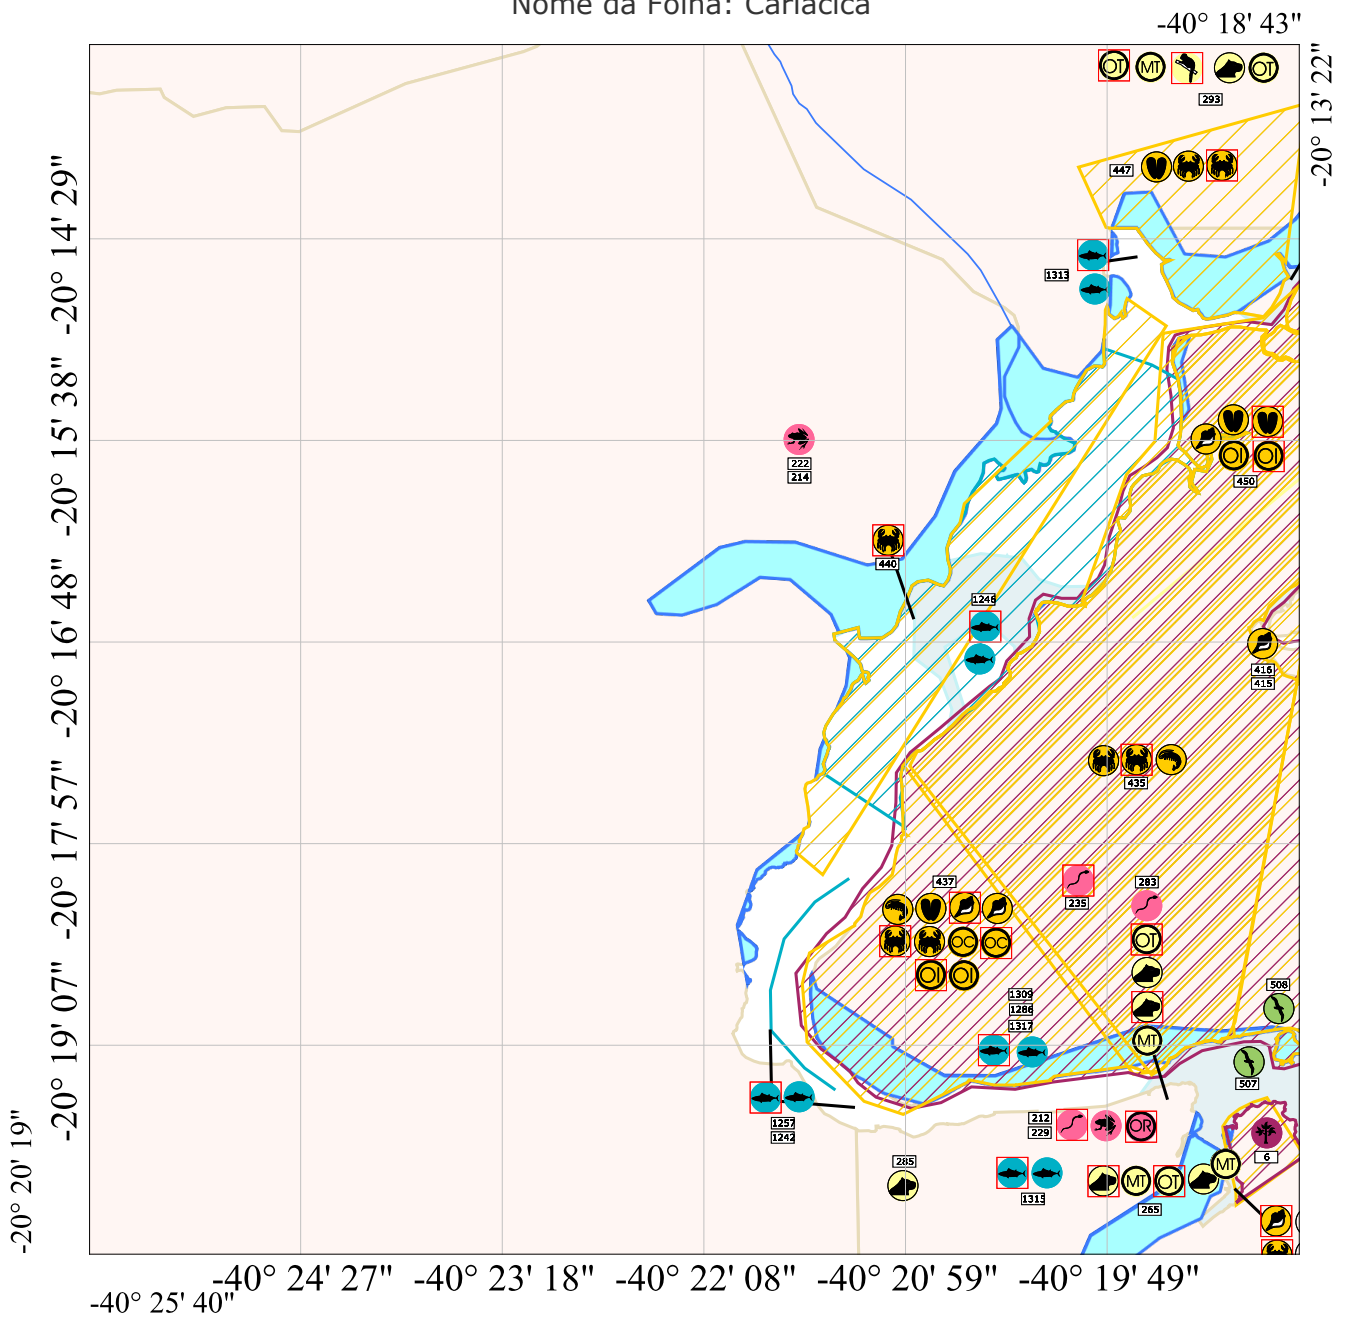 Nome da Folha: Cariacica
-40° 18' 43"
-20° 13' 22"
OT MT OT
293
447
-20° 14' 29"
1313
-20° 15' 38"
OI OI
450
222
214
440
-20° 16' 48"
1246
416
415
435
-20° 17' 57"
437
235
283
OC OC
OT
OI OI
1309
1286
1317
508
MT
-20° 19' 07"
507
1257
1242
212
229
OR
6
285
MT
MT OT
1315
265
-20° 20' 19"
-40° 24' 27"
-40° 23' 18"
-40° 22' 08"
-40° 20' 59"
-40° 19' 49"
-40° 25' 40"